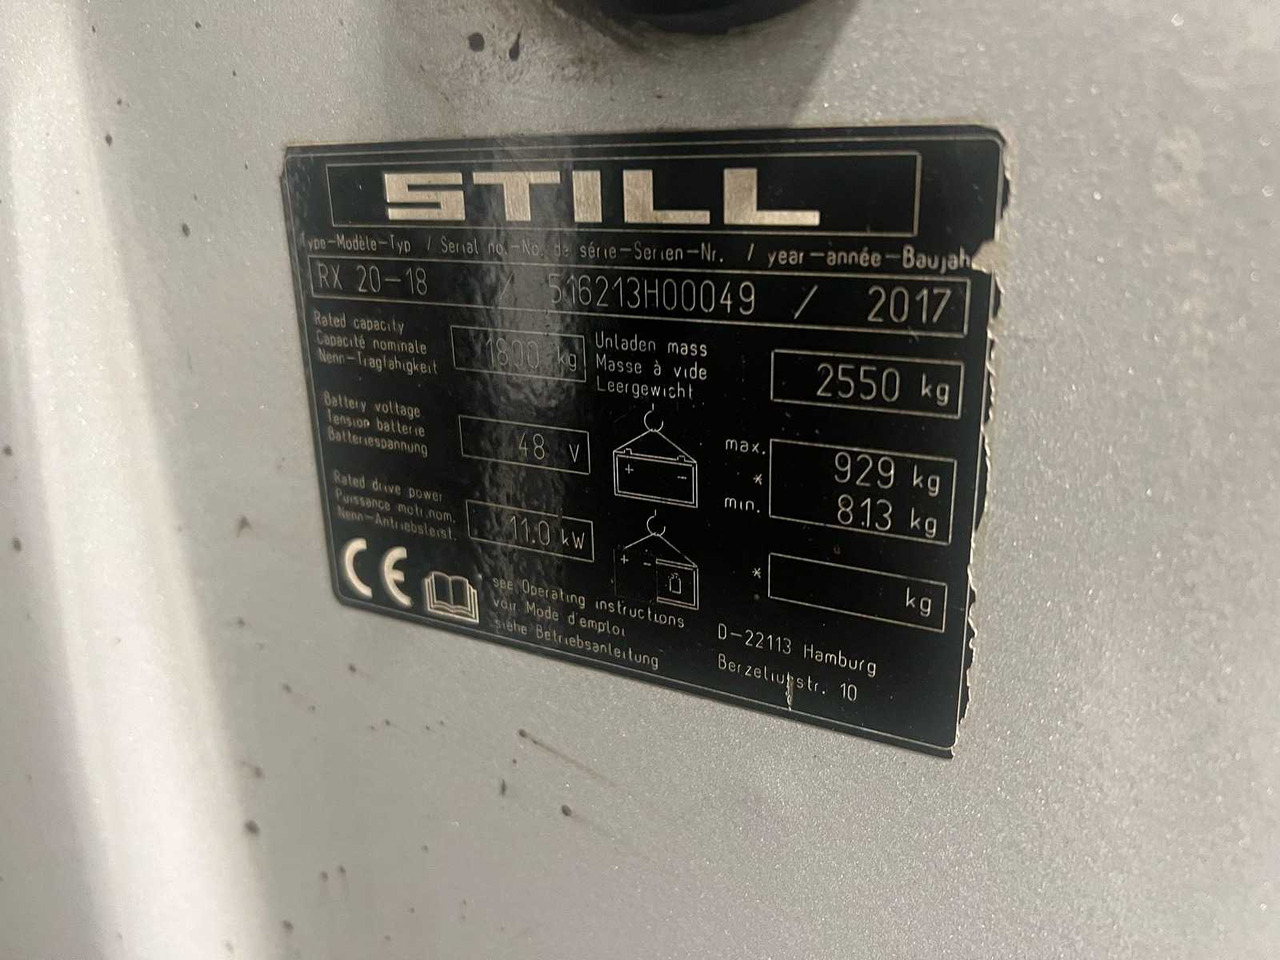 STILL
Type-Modèle-Typ / Serial no.-No. de série-Serien-Nr. / year-année-Baujahr
RX 20-18 / 516213H00049 / 2017
Rated capacity
Capacité nominale
Nenn-Tragfähigkeit
1800 kg
Unladen mass
Masse à vide
Leergewicht
2550 kg
Battery voltage
Tension batterie
Batteriespannung
48 V
+ -
max. 929 kg
*
min. 813 kg
Rated drive power
Puissance motr.nom.
Nenn-Antriebsleist.
11.0 kW
+ -
* kg
CE
see Operating instructions
voir Mode d'emploi
siehe Betriebsanleitung
D-22113 Hamburg
Berzeliusstr. 10